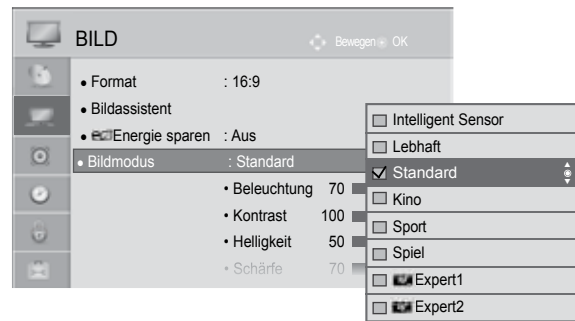 BILD
Bewegen OK
• Format : 16:9
• Bildassistent
• Energie sparen : Aus
• Bildmodus : Standard
• Beleuchtung 70
• Kontrast 100
• Helligkeit 50
• Schärfe 70
Intelligent Sensor
Lebhaft
Standard
Kino
Sport
Spiel
Expert1
Expert2